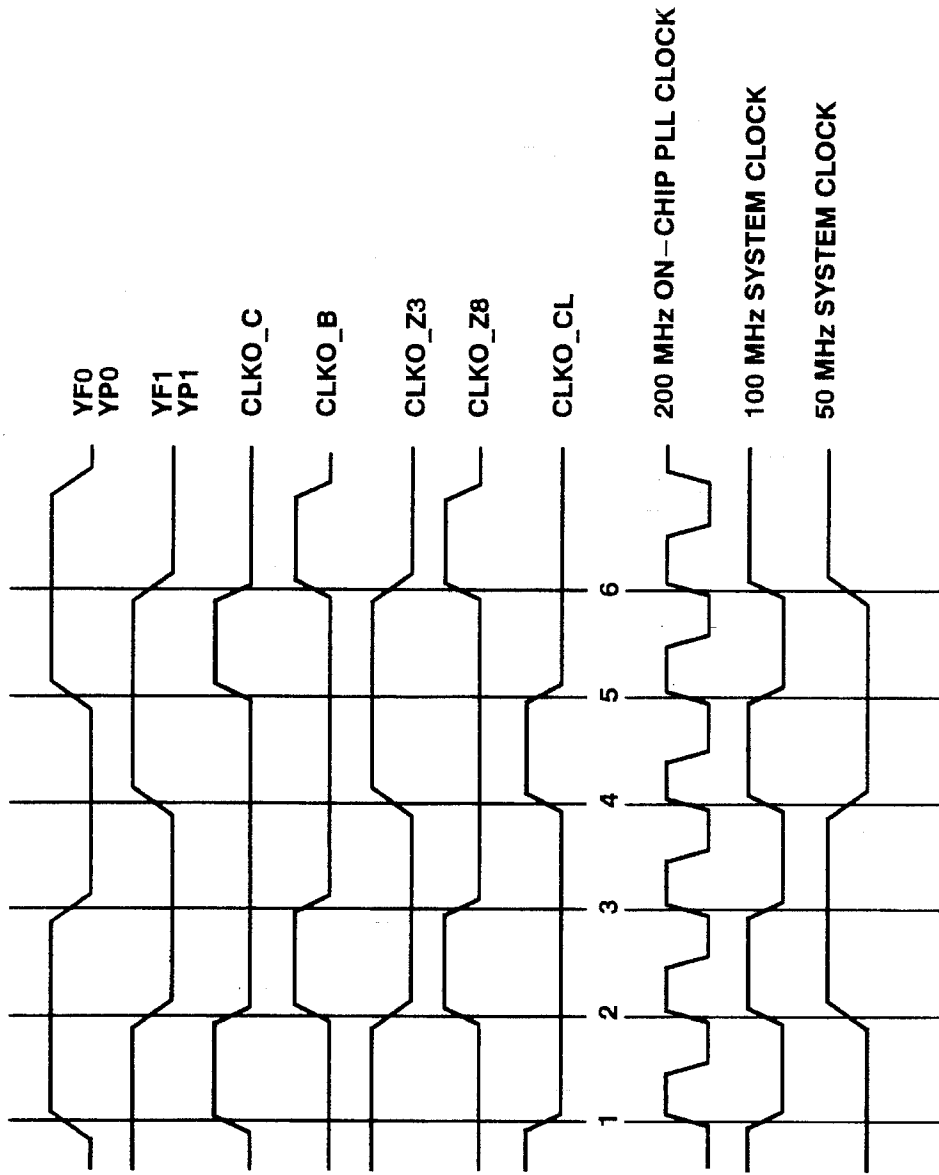 YF0
YP0
YF1
YP1
CLKO_C
CLKO_B
CLKO_Z3
CLKO_Z8
CLKO_CL
1 2 3 4 5 6
200 MHz ON-CHIP PLL CLOCK
100 MHz SYSTEM CLOCK
50 MHz SYSTEM CLOCK